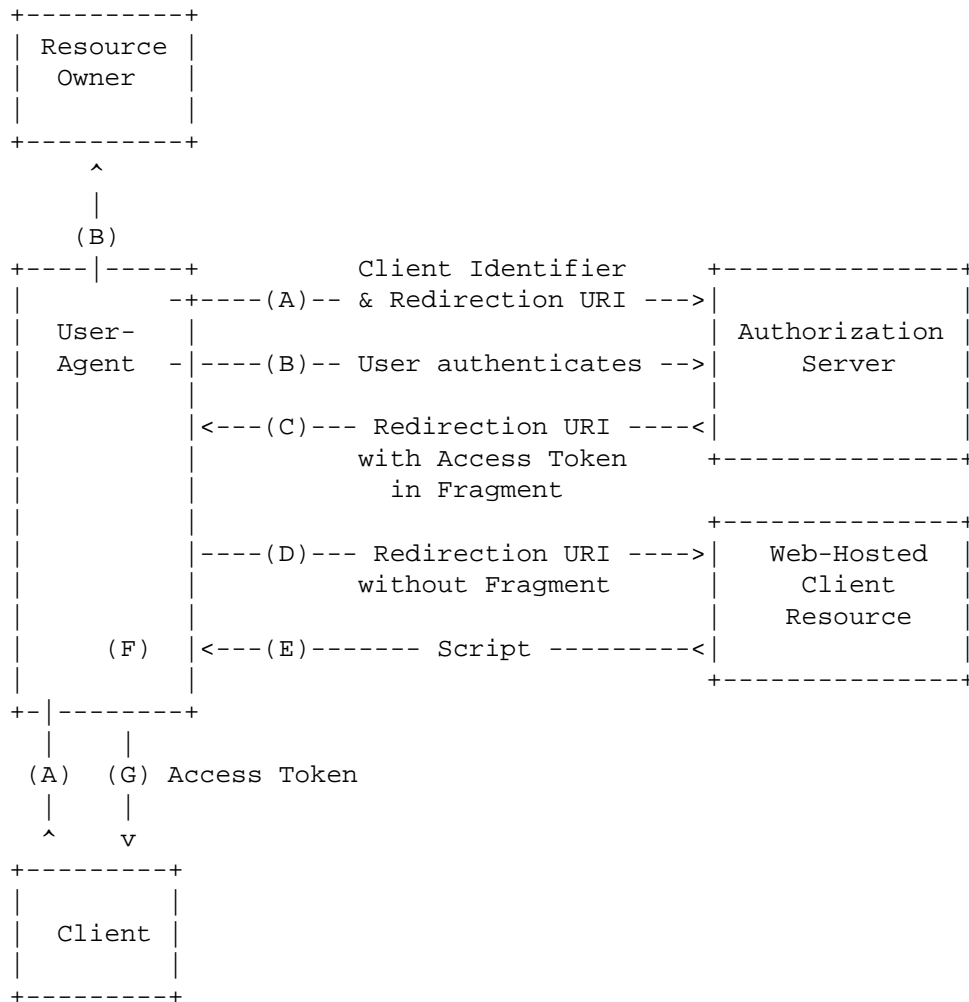 +----------+
| Resource |
|  Owner   |
|          |
+----------+
     ^
     |
    (B)
+----|-----+          Client Identifier     +---------------+
|         -+----(A)-- & Redirection URI --->|               |
|  User-   |                                | Authorization |
|  Agent  -|----(B)-- User authenticates -->|     Server    |
|          |                                |               |
|          |<---(C)--- Redirection URI ----<|               |
|          |          with Access Token     +---------------+
|          |            in Fragment
|          |                                +---------------+
|          |----(D)--- Redirection URI ---->|   Web-Hosted  |
|          |          without Fragment      |     Client    |
|          |                                |    Resource   |
|     (F)  |<---(E)------- Script ---------<|               |
|          |                                +---------------+
+-|--------+
  |    |
 (A)  (G) Access Token
  |    |
  ^    v
+---------+
|         |
|  Client |
|         |
+---------+